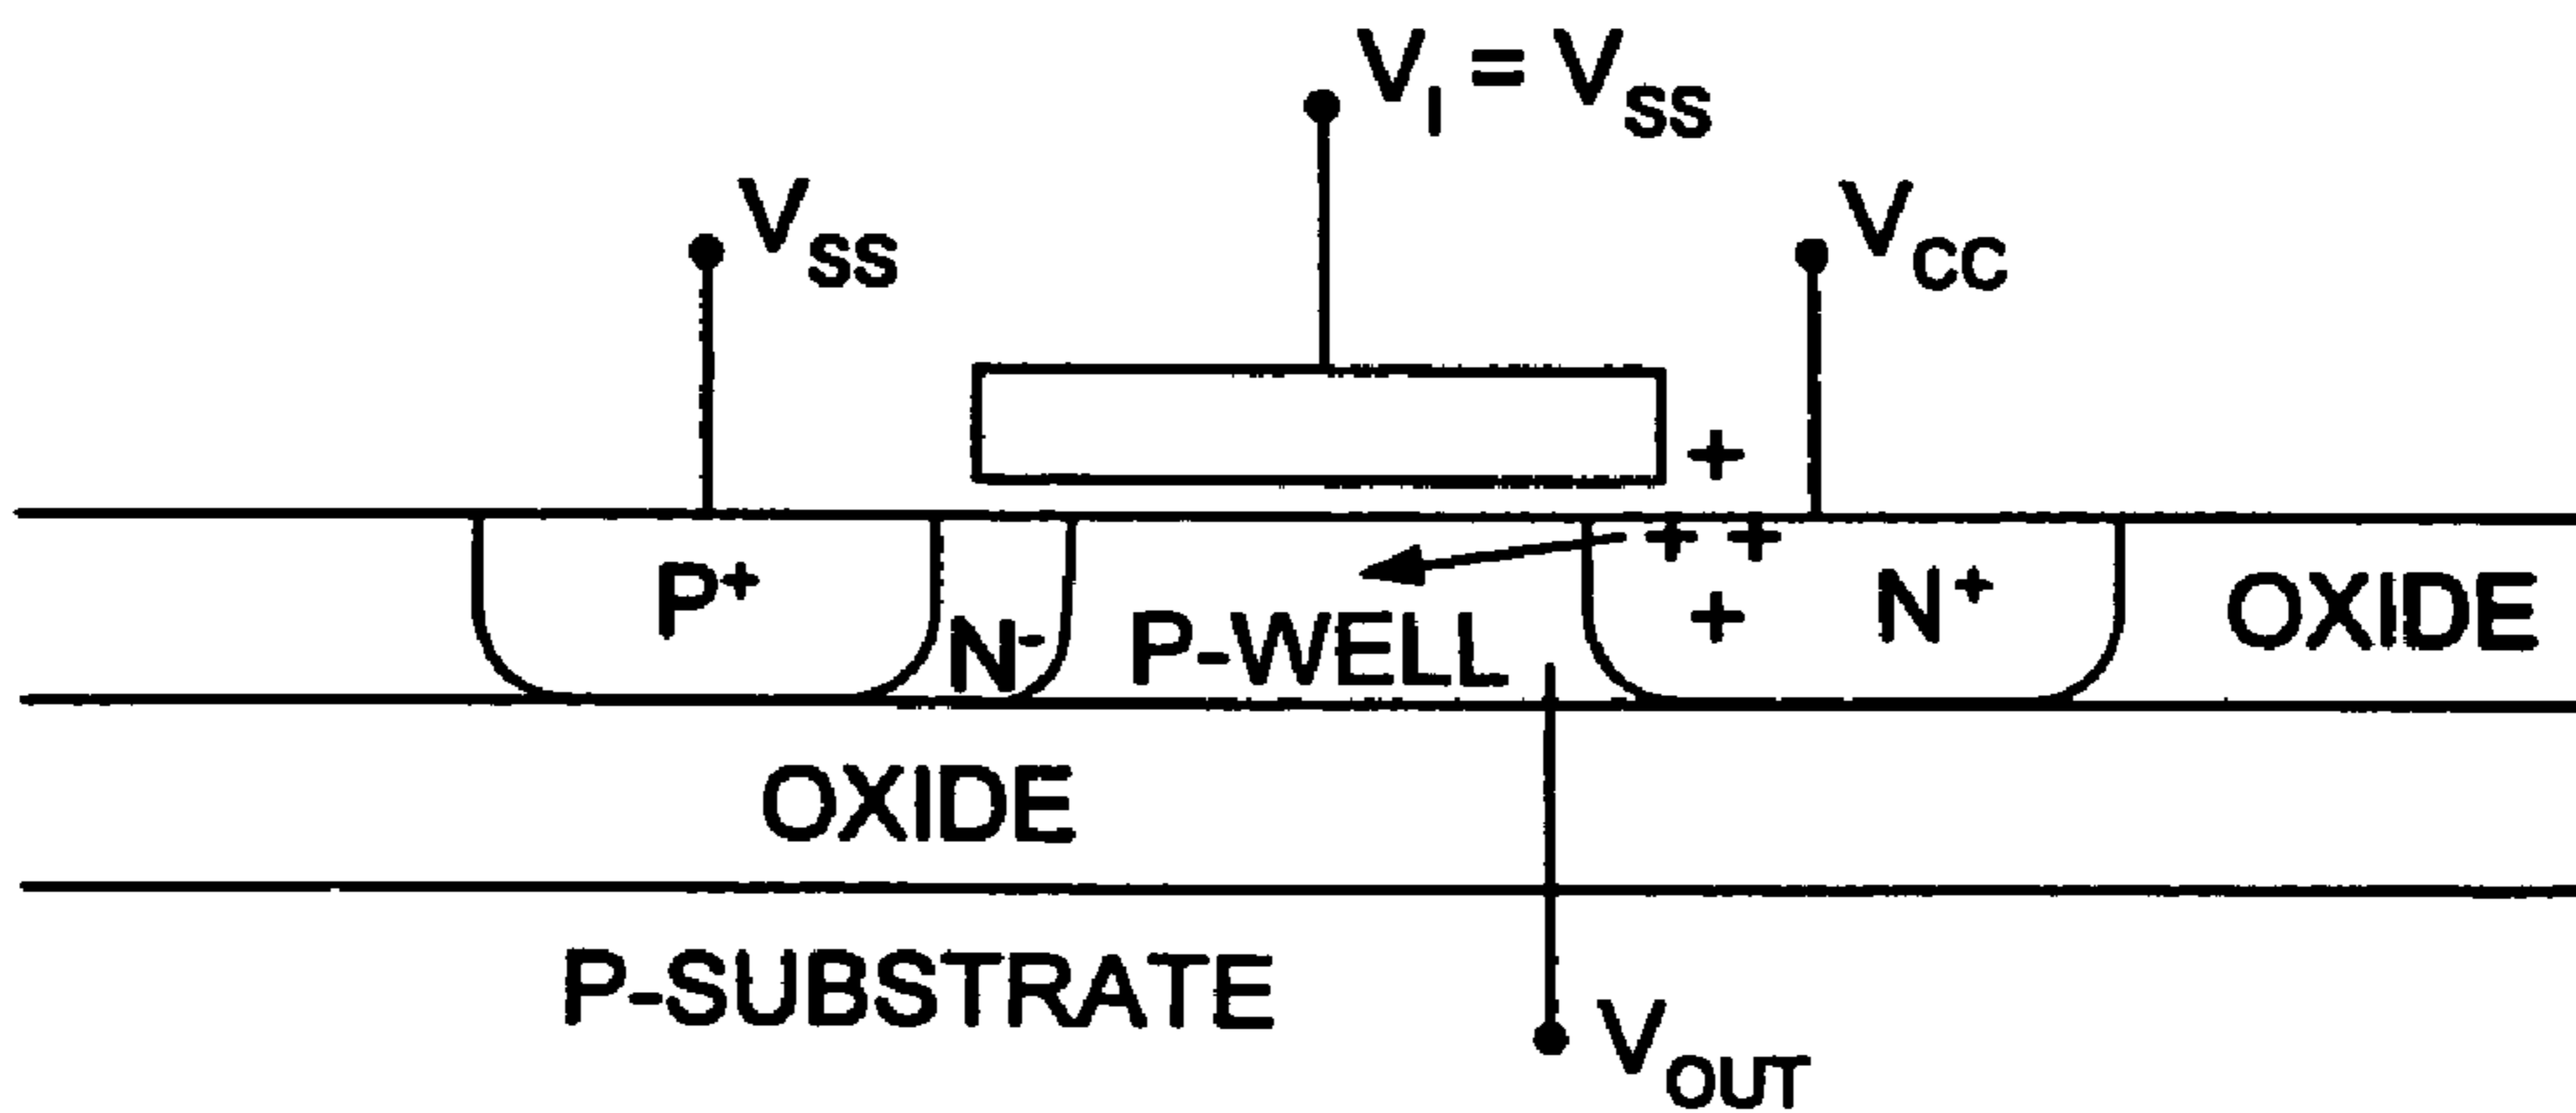 V_I = V_SS
V_SS
V_CC
+
+ +
P⁺
N⁻
P-WELL
+
N⁺
OXIDE
OXIDE
P-SUBSTRATE
V_OUT